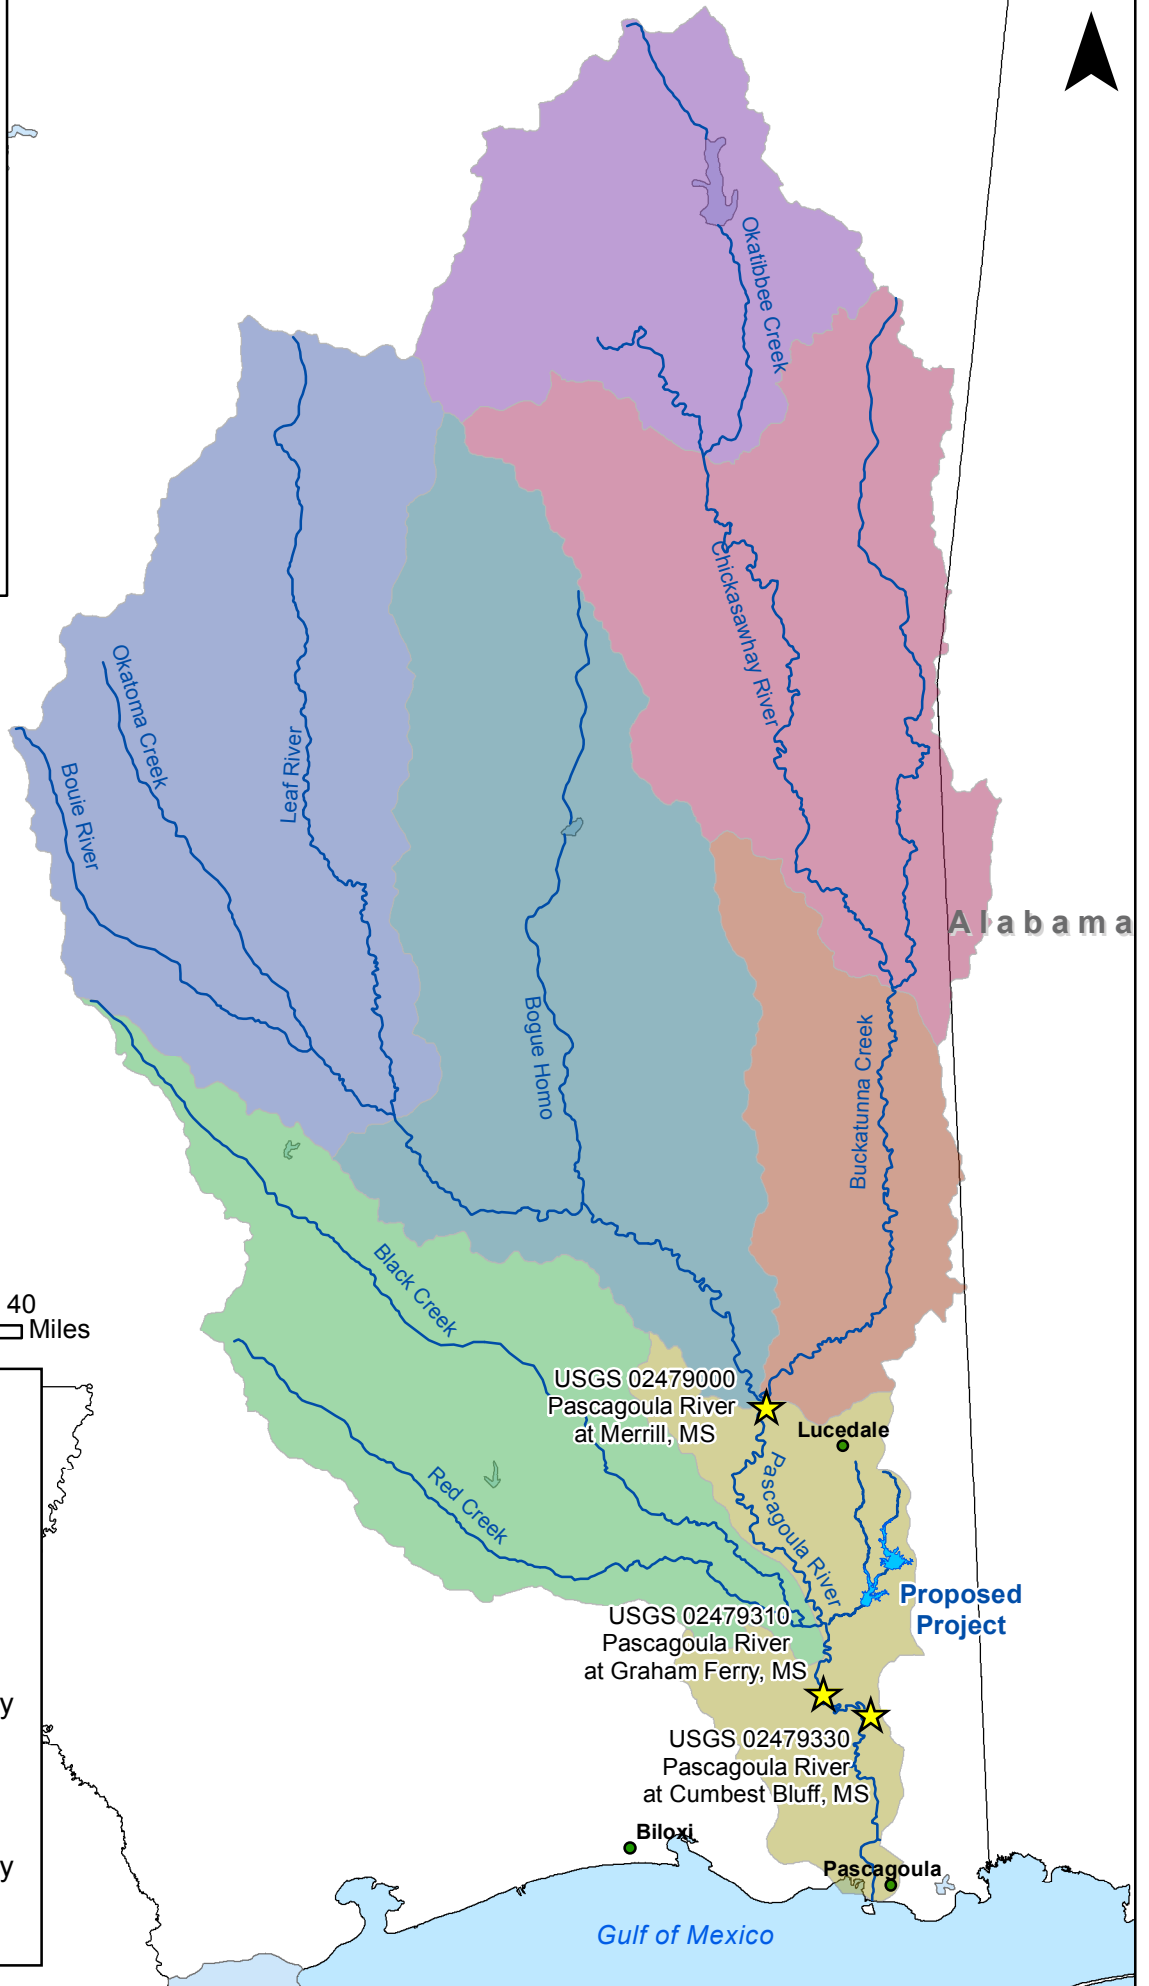 Okatibbee Creek
Chickasawhay River
Okatoma Creek
Leaf River
Bouie River
Alabama
Bogue Homo
Buckatunna Creek
Black Creek
40
Miles
USGS 02479000
Pascagoula River
at Merrill, MS
Lucedale
Pascagoula River
Red Creek
Proposed
Project
USGS 02479310
Pascagoula River
at Graham Ferry, MS
y
USGS 02479330
Pascagoula River
at Cumbest Bluff, MS
Biloxi
y
Pascagoula
Gulf of Mexico